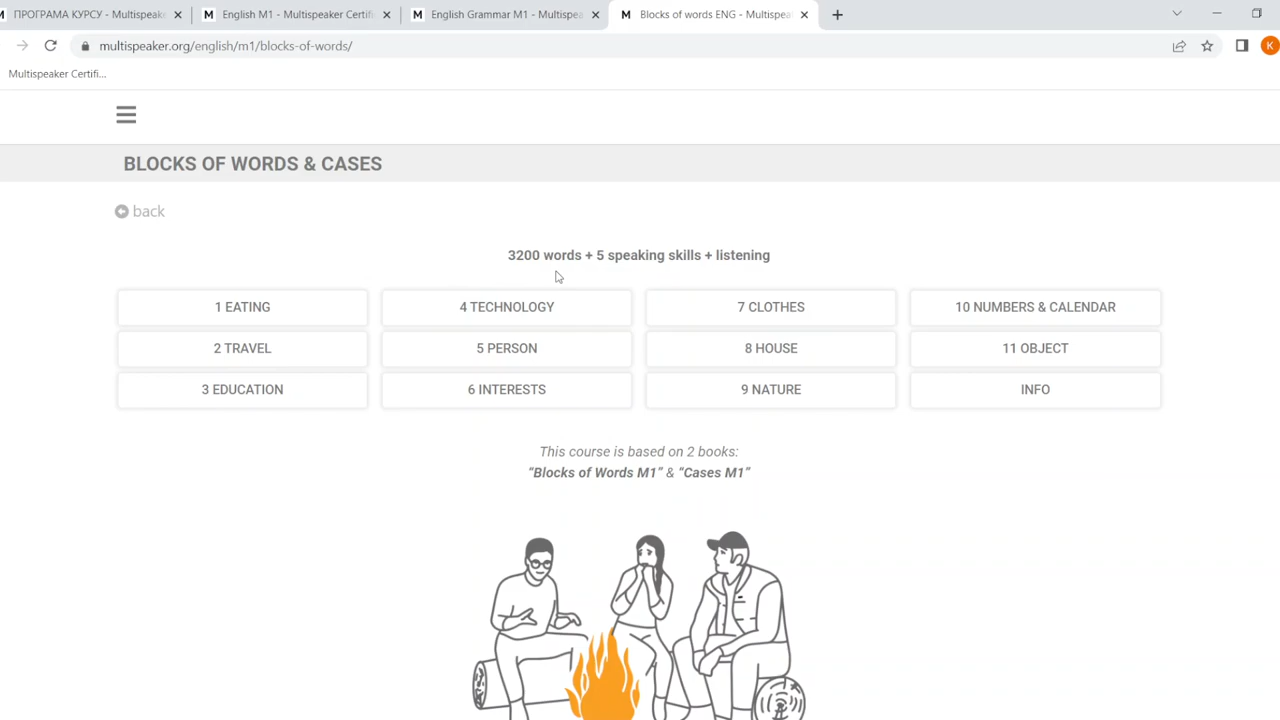 ПРОГРАМА КУРСУ - Multispeake
English M1 - Multispeaker Certifi
English Grammar M1 - Multispea
Blocks of words ENG - Multispea
multispeaker.org/english/m1/blocks-of-words/
K
Multispeaker Certifi...
BLOCKS OF WORDS & CASES
back
3200 words + 5 speaking skills + listening
1 EATING
4 TECHNOLOGY
7 CLOTHES
10 NUMBERS & CALENDAR
2 TRAVEL
5 PERSON
8 HOUSE
11 OBJECT
3 EDUCATION
6 INTERESTS
9 NATURE
INFO
This course is based on 2 books:
“Blocks of Words M1” & “Cases M1”